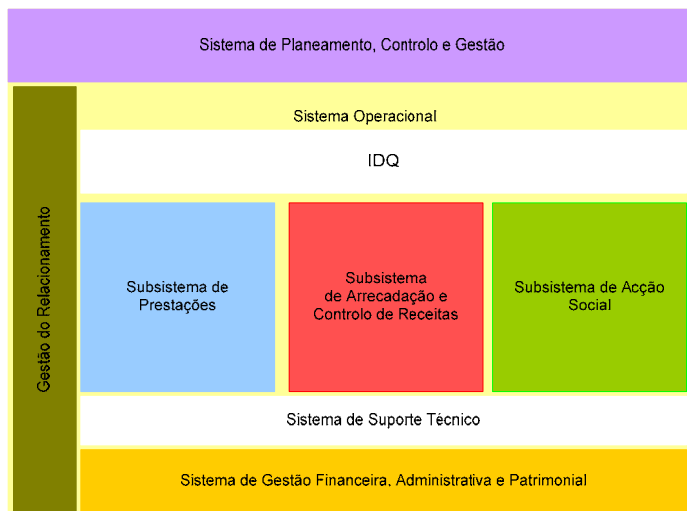 Sistema de Planeamento, Controlo e Gestão
Sistema Operacional
IDQ
Gestão do Relacionamento
Subsistema de
Prestações
Subsistema
de Arrecadação e
Controlo de Receitas
Subsistema de Acção
Social
Sistema de Suporte Técnico
Sistema de Gestão Financeira, Administrativa e Patrimonial